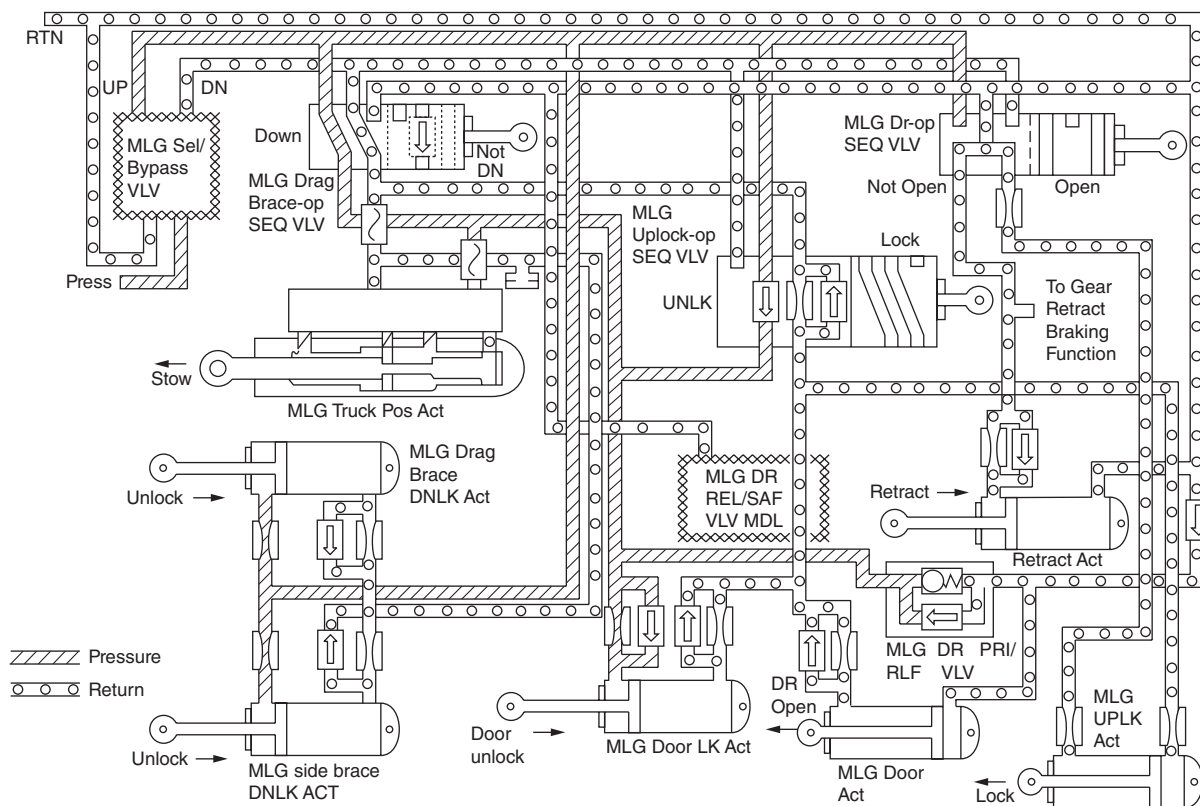 RTN
UP
DN
MLG Sel/
Bypass
VLV
Press
Down
Not
DN
MLG Drag
Brace-op
SEQ VLV
MLG
Uplock-op
SEQ VLV
UNLK
Lock
MLG Dr-op
SEQ VLV
Not Open
Open
To Gear
Retract
Braking
Function
Stow
MLG Truck Pos Act
MLG Drag
Brace
DNLK Act
Unlock
MLG DR
REL/SAF
VLV MDL
Retract
Retract Act
MLG DR PRI/
RLF VLV
Pressure
Return
Unlock
MLG side brace
DNLK ACT
Door
unlock
MLG Door LK Act
DR
Open
MLG Door
Act
MLG
UPLK
Act
Lock